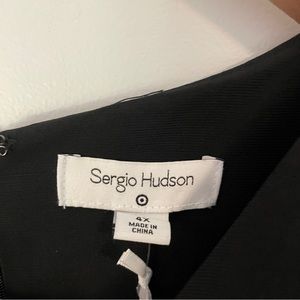 Sergio Hudson
4X
MADE IN
CHINA